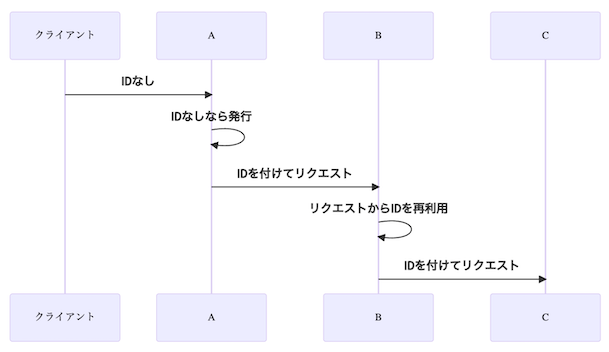 クライアント
A
B
C
IDなし
IDなしなら発行
IDを付けてリクエスト
リクエストからIDを再利用
IDを付けてリクエスト
クライアント
A
B
C